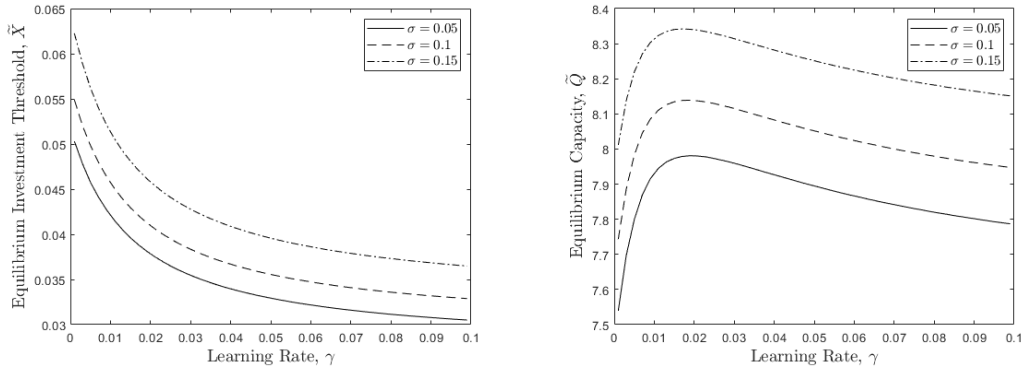 0.065
0.06
0.055
0.05
0.045
0.04
0.035
0.03
Equilibrium Investment Threshold, X̃
σ = 0.05
σ = 0.1
σ = 0.15
0 0.01 0.02 0.03 0.04 0.05 0.06 0.07 0.08 0.09 0.1
Learning Rate, γ
8.4
8.3
8.2
8.1
8
7.9
7.8
7.7
7.6
7.5
Equilibrium Capacity, Q̃
σ = 0.05
σ = 0.1
σ = 0.15
0 0.01 0.02 0.03 0.04 0.05 0.06 0.07 0.08 0.09 0.1
Learning Rate, γ